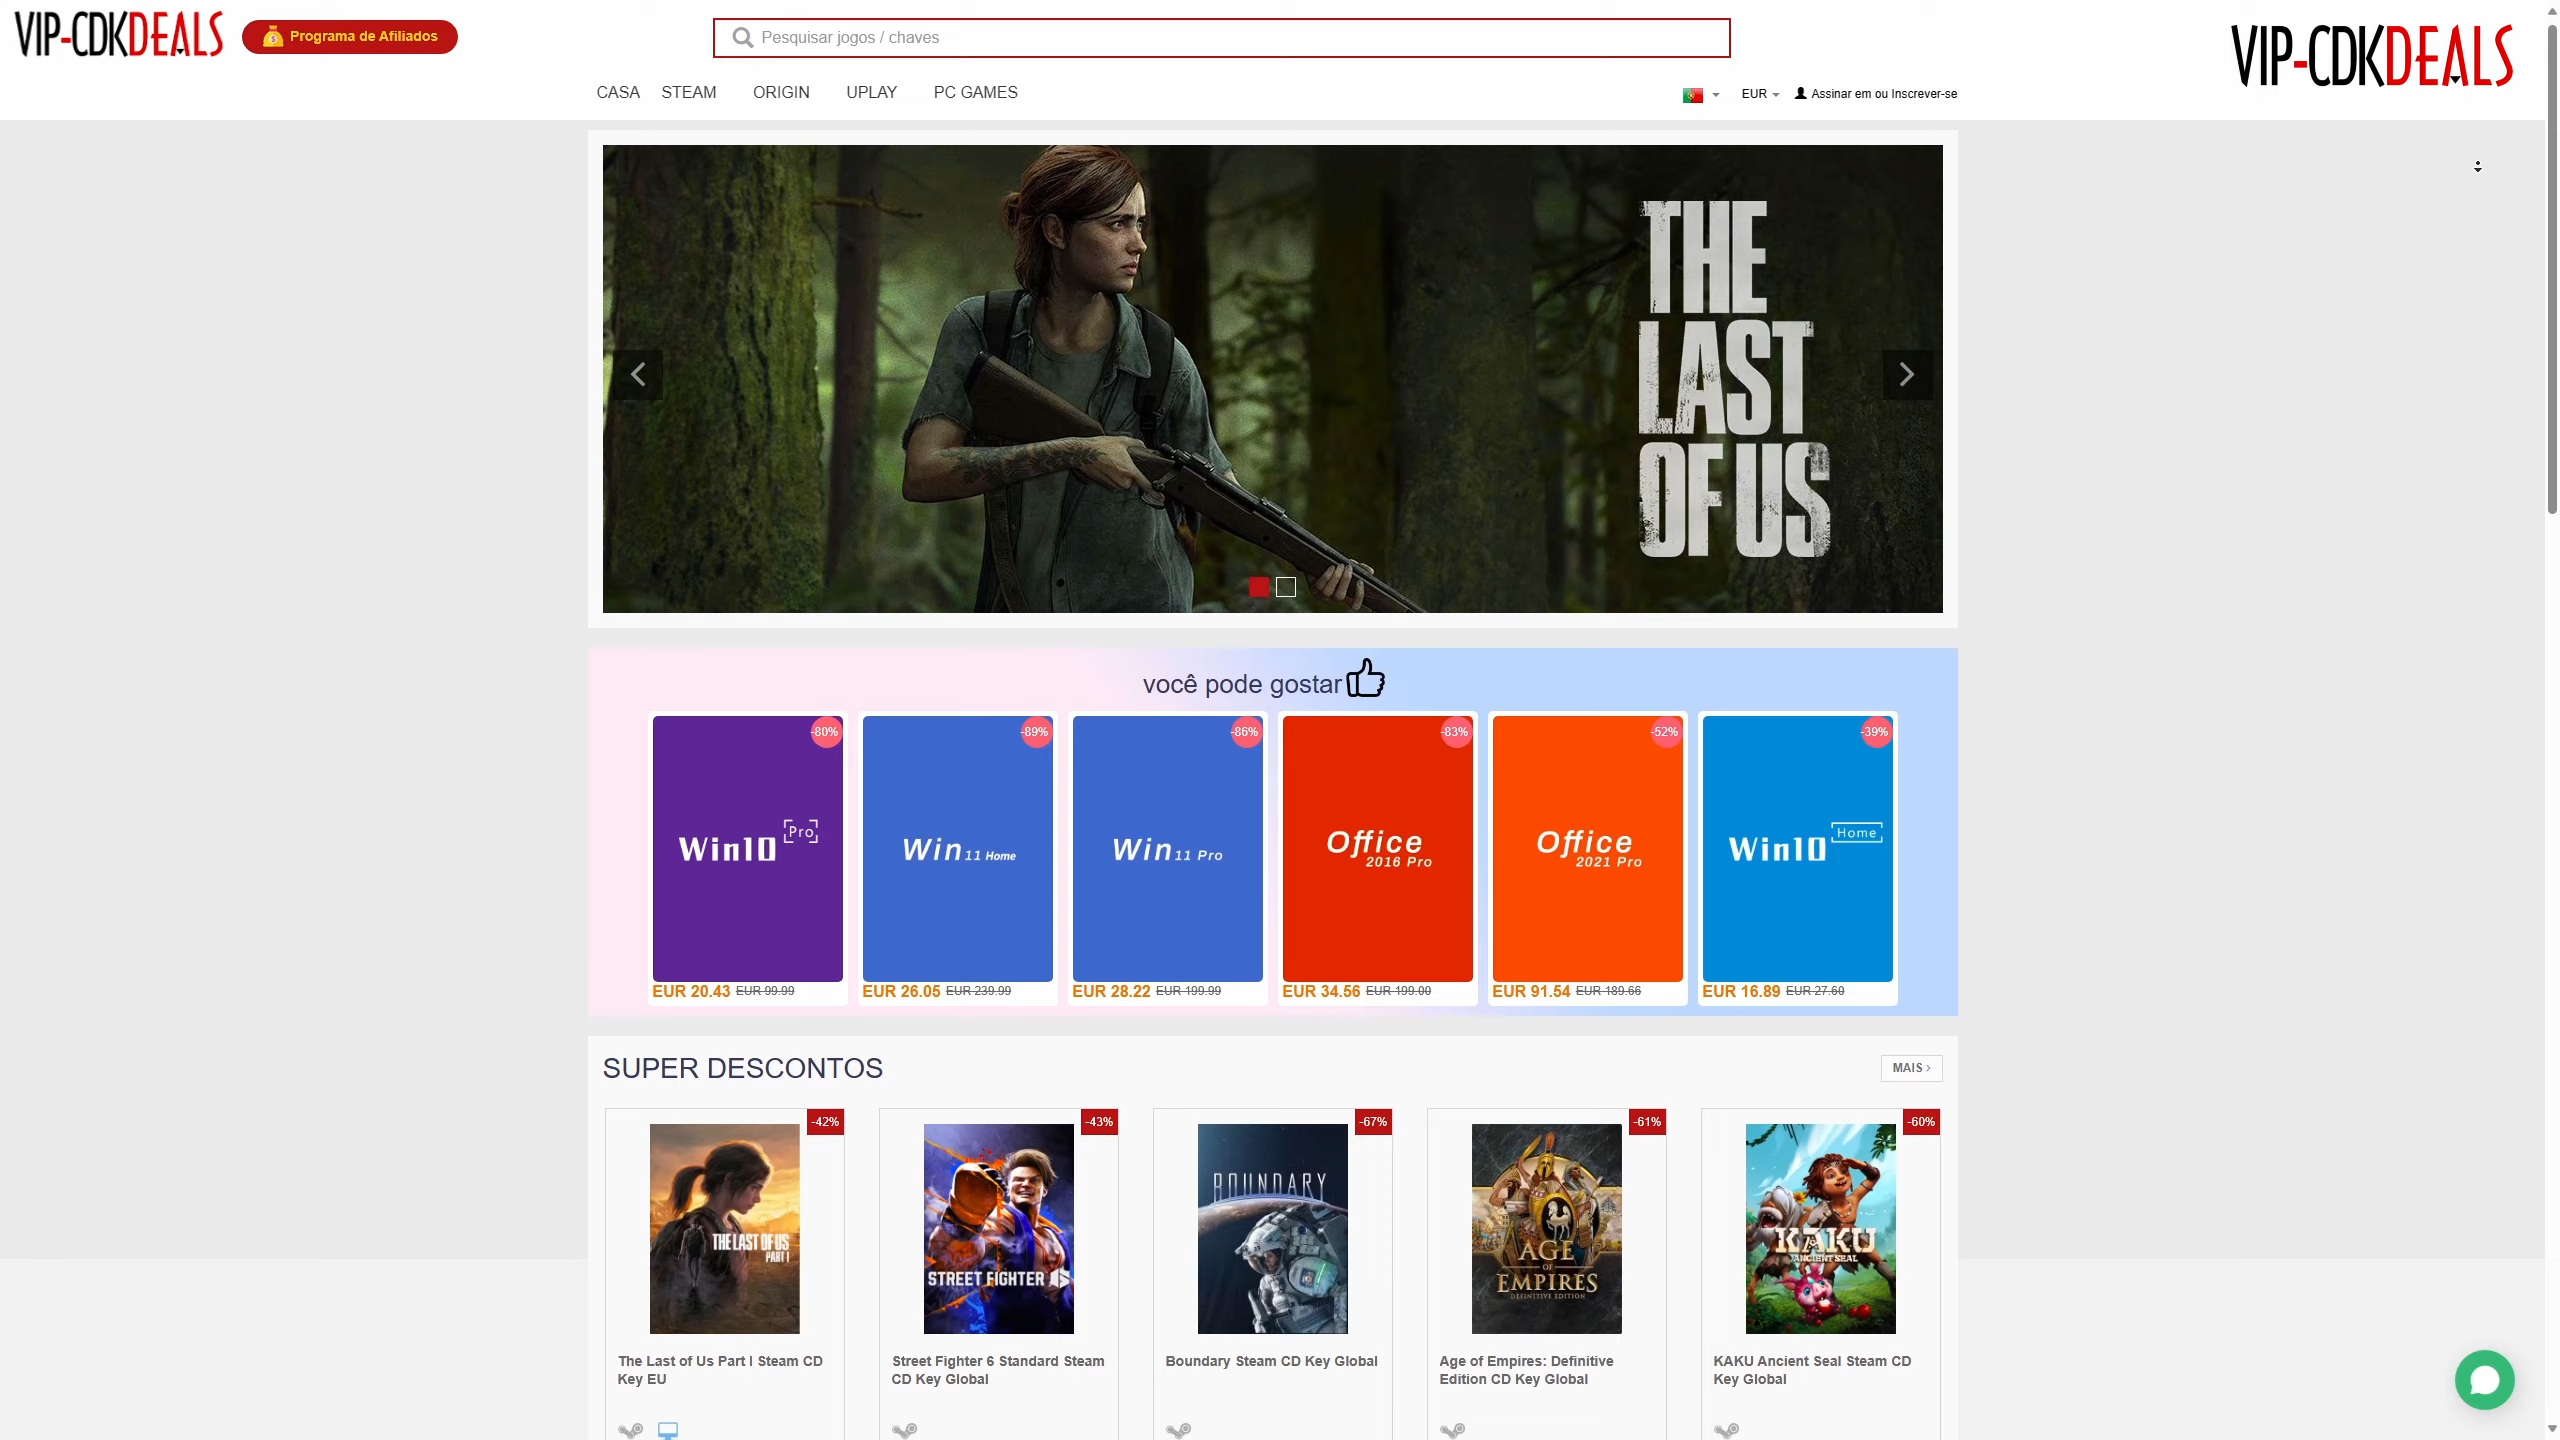 VIP-CDKDEALS
Programa de Afiliados
Pesquisar jogos / chaves
VIP-CDKDEALS
CASA STEAM ORIGIN UPLAY PC GAMES
EUR
Assinar em ou Inscrever-se
THE
LAST
OF US
você pode gostar
-80%
-89%
-86%
-83%
-52%
-39%
Win10 Pro
Win 11 Home
Win 11 Pro
Office
2016 Pro
Office
2021 Pro
Win10 Home
EUR 20.43 EUR 99.99
EUR 26.05 EUR 239.99
EUR 28.22 EUR 199.99
EUR 34.56 EUR 199.00
EUR 91.54 EUR 189.66
EUR 16.89 EUR 27.60
SUPER DESCONTOS
MAIS
-42%
-43%
-67%
-61%
-60%
THE LAST OF US
PART I
STREET FIGHTER 6
BOUNDARY
AGE
OF
EMPIRES
DEFINITIVE EDITION
KAKU
ANCIENT SEAL
The Last of Us Part I Steam CD
Key EU
Street Fighter 6 Standard Steam
CD Key Global
Boundary Steam CD Key Global
Age of Empires: Definitive
Edition CD Key Global
KAKU Ancient Seal Steam CD
Key Global